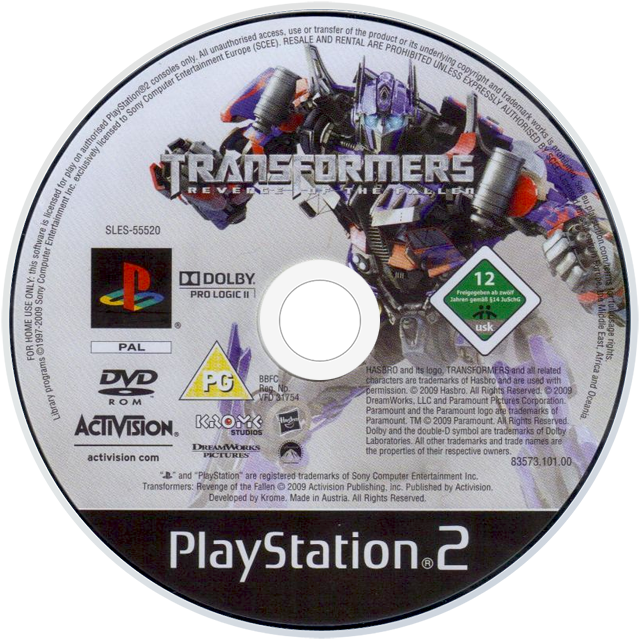 FOR HOME USE ONLY: this software is licensed for play on authorised PlayStation®2 consoles only. All unauthorised access, use or transfer of the product or its underlying copyright and trademark works is
Library programs ©1997-2009 Sony Computer Entertainment Inc. exclusively licensed to Sony Computer Entertainment Europe (SCEE). RESALE AND RENTAL ARE PROHIBITED UNLESS EXPRESSLY AUTHORISED BY
Middle East, Africa and Oceania.
TRANSFORMERS
REVENGE OF THE FALLEN
SLES-55520
®
PAL
DVD
ROM
ACTIVISION.
activision.com
DOLBY
PRO LOGIC II
PG
BBFC
Reg. No.
VFD 31754
KROME
STUDIOS
Hasbro
DREAMWORKS
PICTURES
12
Freigegeben ab zwölf
Jahren gemäß §14 JuSchG
usk
HASBRO and its logo, TRANSFORMERS and all related
characters are trademarks of Hasbro and are used with
permission. © 2009 Hasbro. All Rights Reserved. © 2009
DreamWorks, LLC and Paramount Pictures Corporation.
Paramount and the Paramount logo are trademarks of
Paramount. TM © 2009 Paramount. All Rights Reserved.
Dolby and the double-D symbol are trademarks of Dolby
Laboratories. All other trademarks and trade names are
the properties of their respective owners.
83573.101.00
" " and "PlayStation" are registered trademarks of Sony Computer Entertainment Inc.
Transformers: Revenge of the Fallen © 2009 Activision Publishing, Inc. Published by Activision.
Developed by Krome. Made in Austria. All Rights Reserved.
PlayStation®2